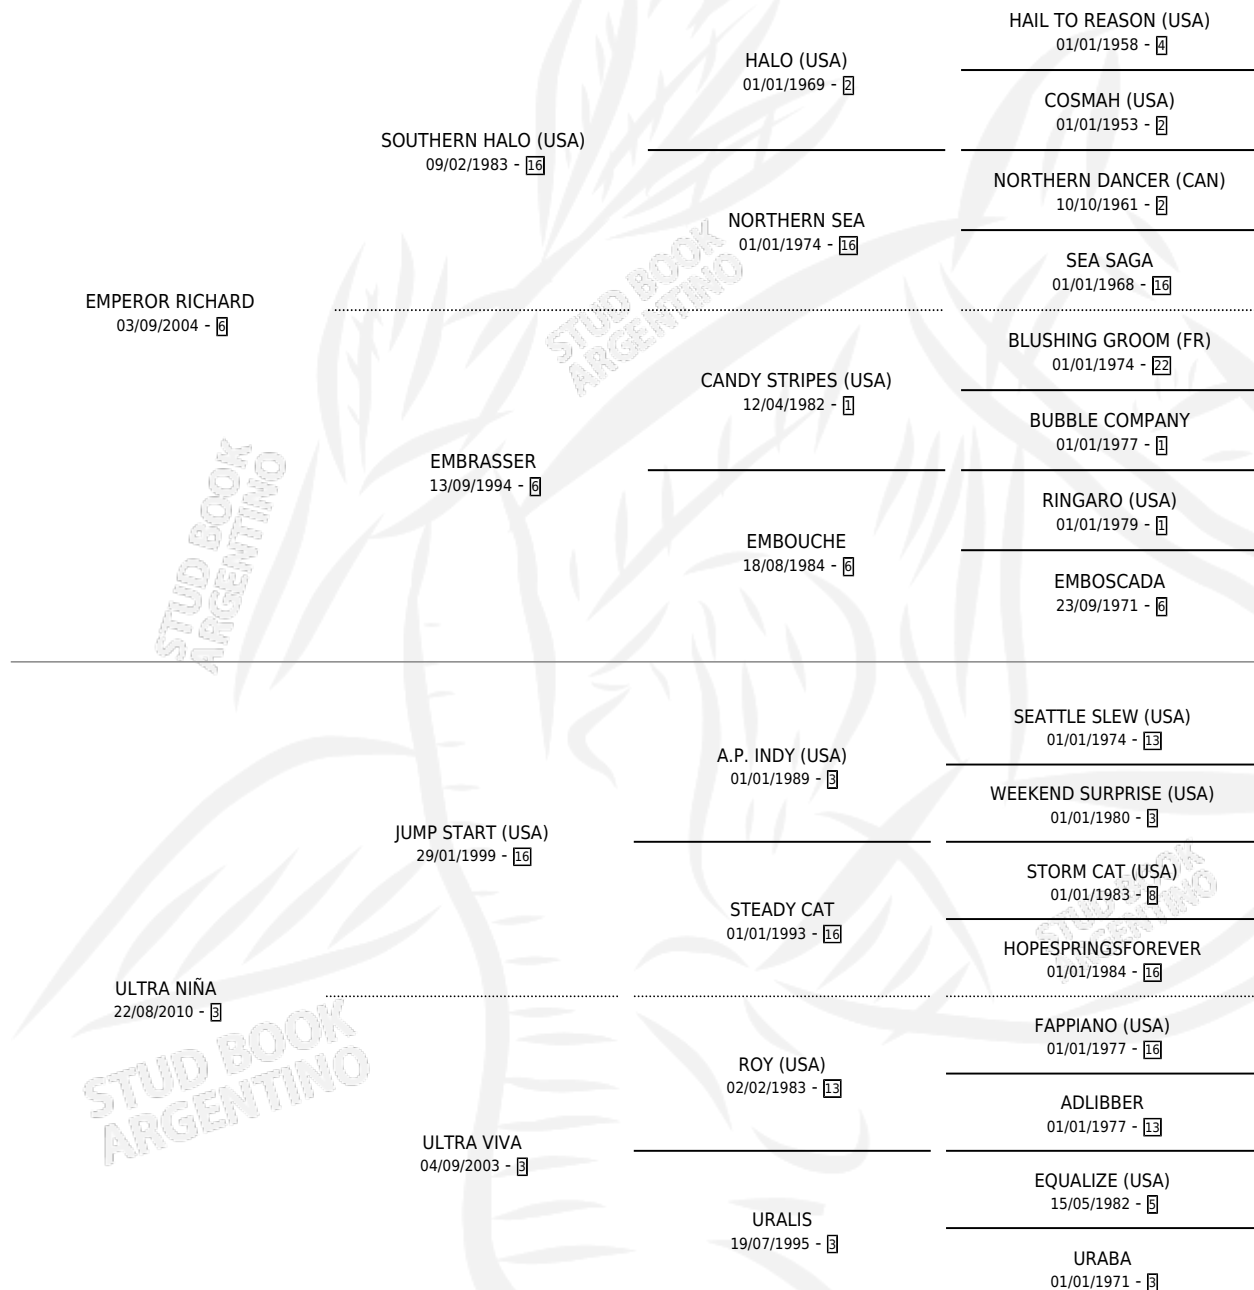 HAIL TO REASON (USA)
01/01/1958 - 4
HALO (USA)
01/01/1969 - 2
COSMAH (USA)
01/01/1953 - 2
SOUTHERN HALO (USA)
09/02/1983 - 16
NORTHERN DANCER (CAN)
10/10/1961 - 2
NORTHERN SEA
01/01/1974 - 16
SEA SAGA
01/01/1968 - 16
EMPEROR RICHARD
03/09/2004 - 6
STUD BOOK
ARGENTINO
BLUSHING GROOM (FR)
01/01/1974 - 22
CANDY STRIPES (USA)
12/04/1982 - 1
BUBBLE COMPANY
01/01/1977 - 1
EMBRASSER
13/09/1994 - 6
RINGARO (USA)
01/01/1979 - 1
EMBOUCHE
18/08/1984 - 6
EMBOSCADA
23/09/1971 - 6
STUD BOOK
ARGENTINO
SEATTLE SLEW (USA)
01/01/1974 - 13
A.P. INDY (USA)
01/01/1989 - 3
WEEKEND SURPRISE (USA)
01/01/1980 - 3
JUMP START (USA)
29/01/1999 - 16
STORM CAT (USA)
01/01/1983 - 8
STUD BOOK
ARGENTINO
STEADY CAT
01/01/1993 - 16
HOPESPRINGSFOREVER
01/01/1984 - 16
ULTRA NIÑA
22/08/2010 - 3
STUD BOOK
ARGENTINO
FAPPIANO (USA)
01/01/1977 - 16
ROY (USA)
02/02/1983 - 13
ADLIBBER
01/01/1977 - 13
ULTRA VIVA
04/09/2003 - 3
EQUALIZE (USA)
15/05/1982 - 5
URALIS
19/07/1995 - 3
URABA
01/01/1971 - 3